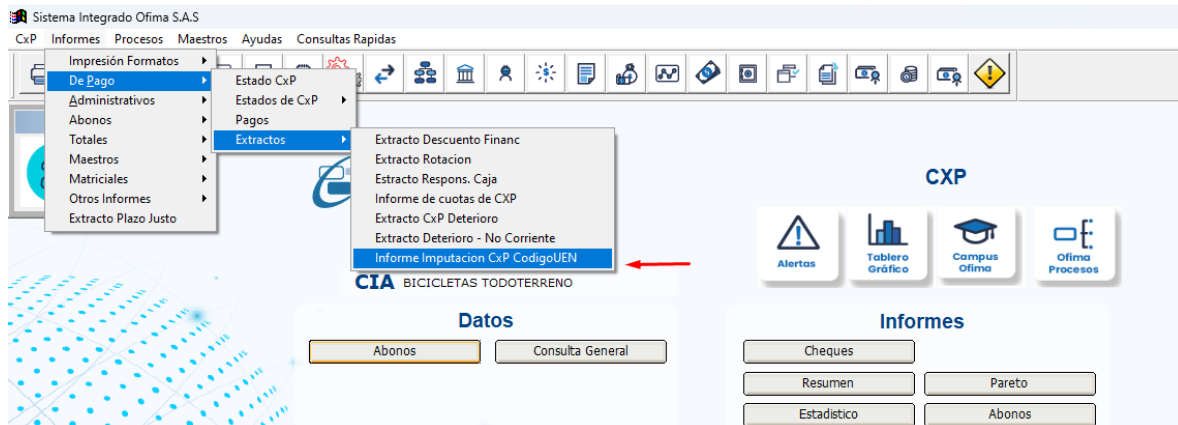 Sistema Integrado Ofima S.A.S
CxP Informes Procesos Maestros Ayudas Consultas Rapidas
Impresión Formatos
De Pago
Administrativos
Abonos
Totales
Maestros
Matriciales
Otros Informes
Extracto Plazo Justo
Estado CxP
Estados de CxP
Pagos
Extractos
Extracto Descuento Financ
Extracto Rotacion
Estracto Respons. Caja
Informe de cuotas de CXP
Extracto CxP Deterioro
Extracto Deterioro - No Corriente
Informe Imputacion CxP CodigoUEN
CIA BICICLETAS TODOTERRENO
CXP
Alertas
Tablero
Gráfico
Campus
Ofima
Ofima
Procesos
Datos
Abonos
Consulta General
Informes
Cheques
Resumen
Pareto
Estadistico
Abonos